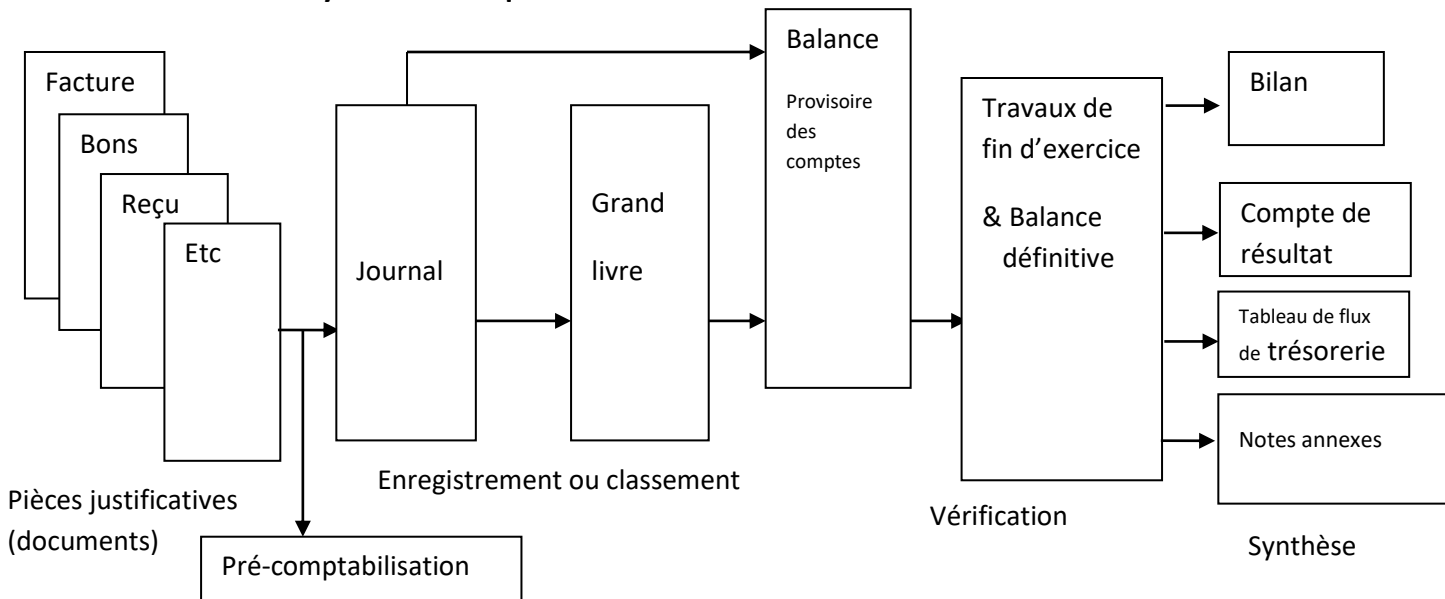 Facture
Bons
Reçu
Etc
Pièces justificatives
(documents)
Pré-comptabilisation
Journal
Grand
livre
Enregistrement ou classement
Balance
Provisoire
des
comptes
Travaux de
fin d’exercice
& Balance
définitive
Vérification
Bilan
Compte de
résultat
Tableau de flux
de trésorerie
Notes annexes
Synthèse